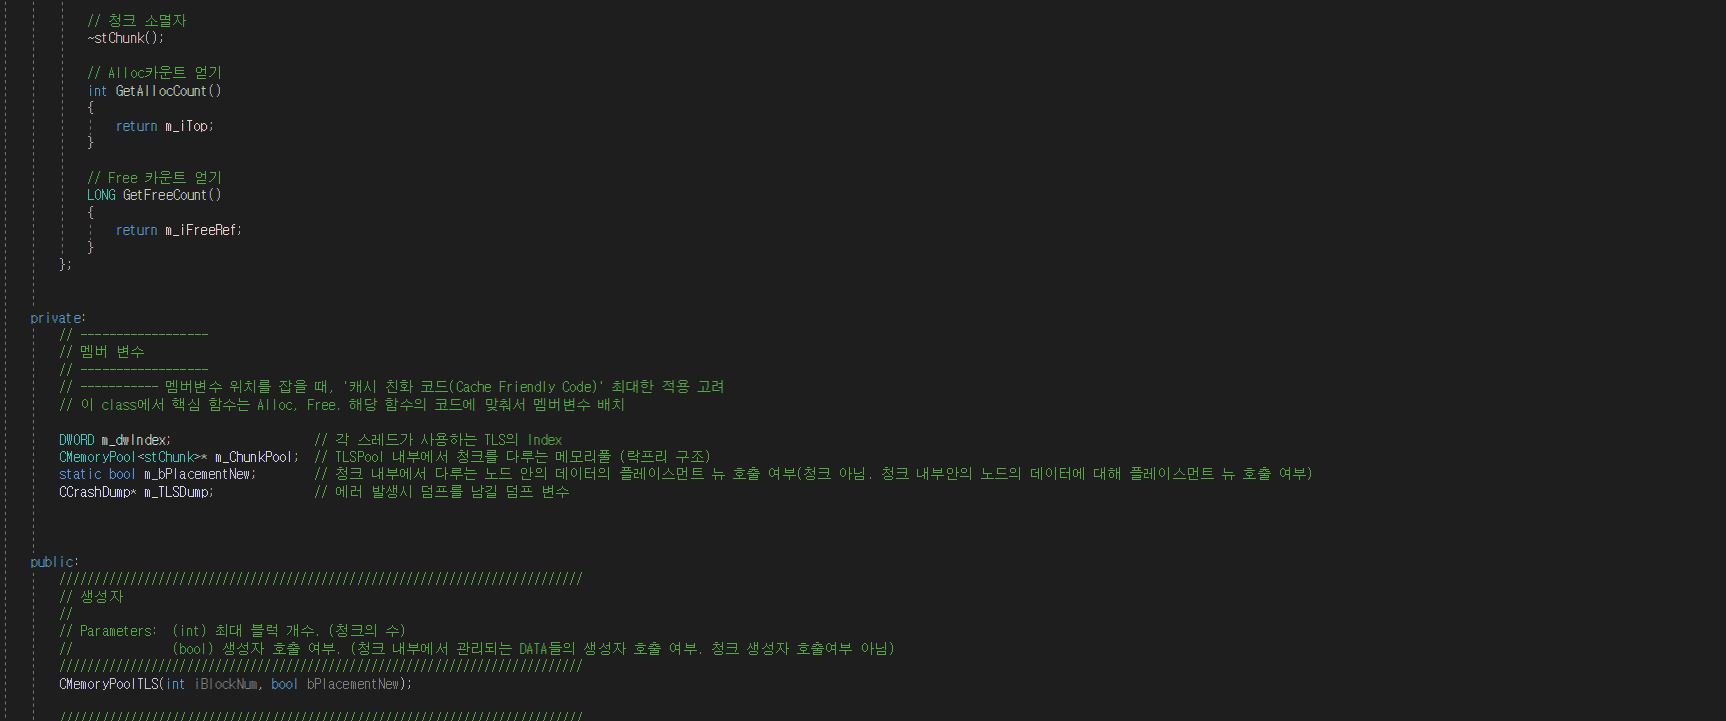 // 청크 소멸자
~stChunk();
// Alloc카운트 얻기
int GetAllocCount()
{
return m_iTop;
}
// Free 카운트 얻기
LONG GetFreeCount()
{
return m_iFreeRef;
}
};
private:
// ------------------
// 멤버 변수
// ------------------
// ----------- 멤버변수 위치를 잡을 때, '캐시 친화 코드(Cache Friendly Code)' 최대한 적용 고려
// 이 class에서 핵심 함수는 Alloc, Free. 해당 함수의 코드에 맞춰서 멤버변수 배치
DWORD m_dwIndex; // 각 스레드가 사용하는 TLS의 Index
CMemoryPool<stChunk>* m_ChunkPool; // TLSPool 내부에서 청크를 다루는 메모리풀 (락프리 구조)
static bool m_bPlacementNew; // 청크 내부에서 다루는 노드 안의 데이터의 플레이스먼트 뉴 호출 여부(청크 아님. 청크 내부안의 노드의 데이터에 대해 플레이스먼트 뉴 호출 여부)
CCrashDump* m_TLSDump; // 에러 발생시 덤프를 남길 덤프 변수
public:
//////////////////////////////////////////////////////////////////////////
// 생성자
//
// Parameters: (int) 최대 블럭 개수. (청크의 수)
// (bool) 생성자 호출 여부. (청크 내부에서 관리되는 DATA들의 생성자 호출 여부. 청크 생성자 호출여부 아님)
//////////////////////////////////////////////////////////////////////////
CMemoryPoolTLS(int iBlockNum, bool bPlacementNew);
//////////////////////////////////////////////////////////////////////////